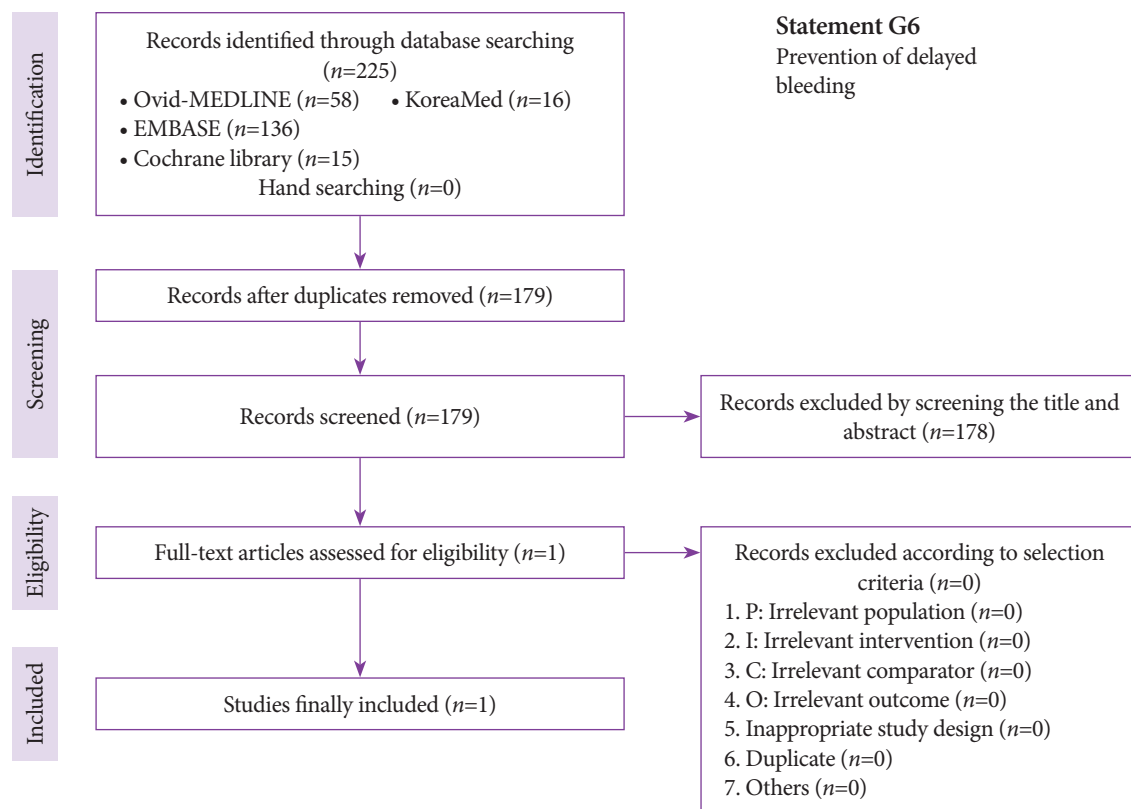 Statement G6
Prevention of delayed
bleeding
Identification
Records identified through database searching
(n=225)
• Ovid-MEDLINE (n=58) • KoreaMed (n=16)
• EMBASE (n=136)
• Cochrane library (n=15)
Hand searching (n=0)
Screening
Records after duplicates removed (n=179)
Records screened (n=179)
Records excluded by screening the title and
abstract (n=178)
Eligibility
Full-text articles assessed for eligibility (n=1)
Records excluded according to selection
criteria (n=0)
1. P: Irrelevant population (n=0)
2. I: Irrelevant intervention (n=0)
3. C: Irrelevant comparator (n=0)
4. O: Irrelevant outcome (n=0)
5. Inappropriate study design (n=0)
6. Duplicate (n=0)
7. Others (n=0)
Included
Studies finally included (n=1)